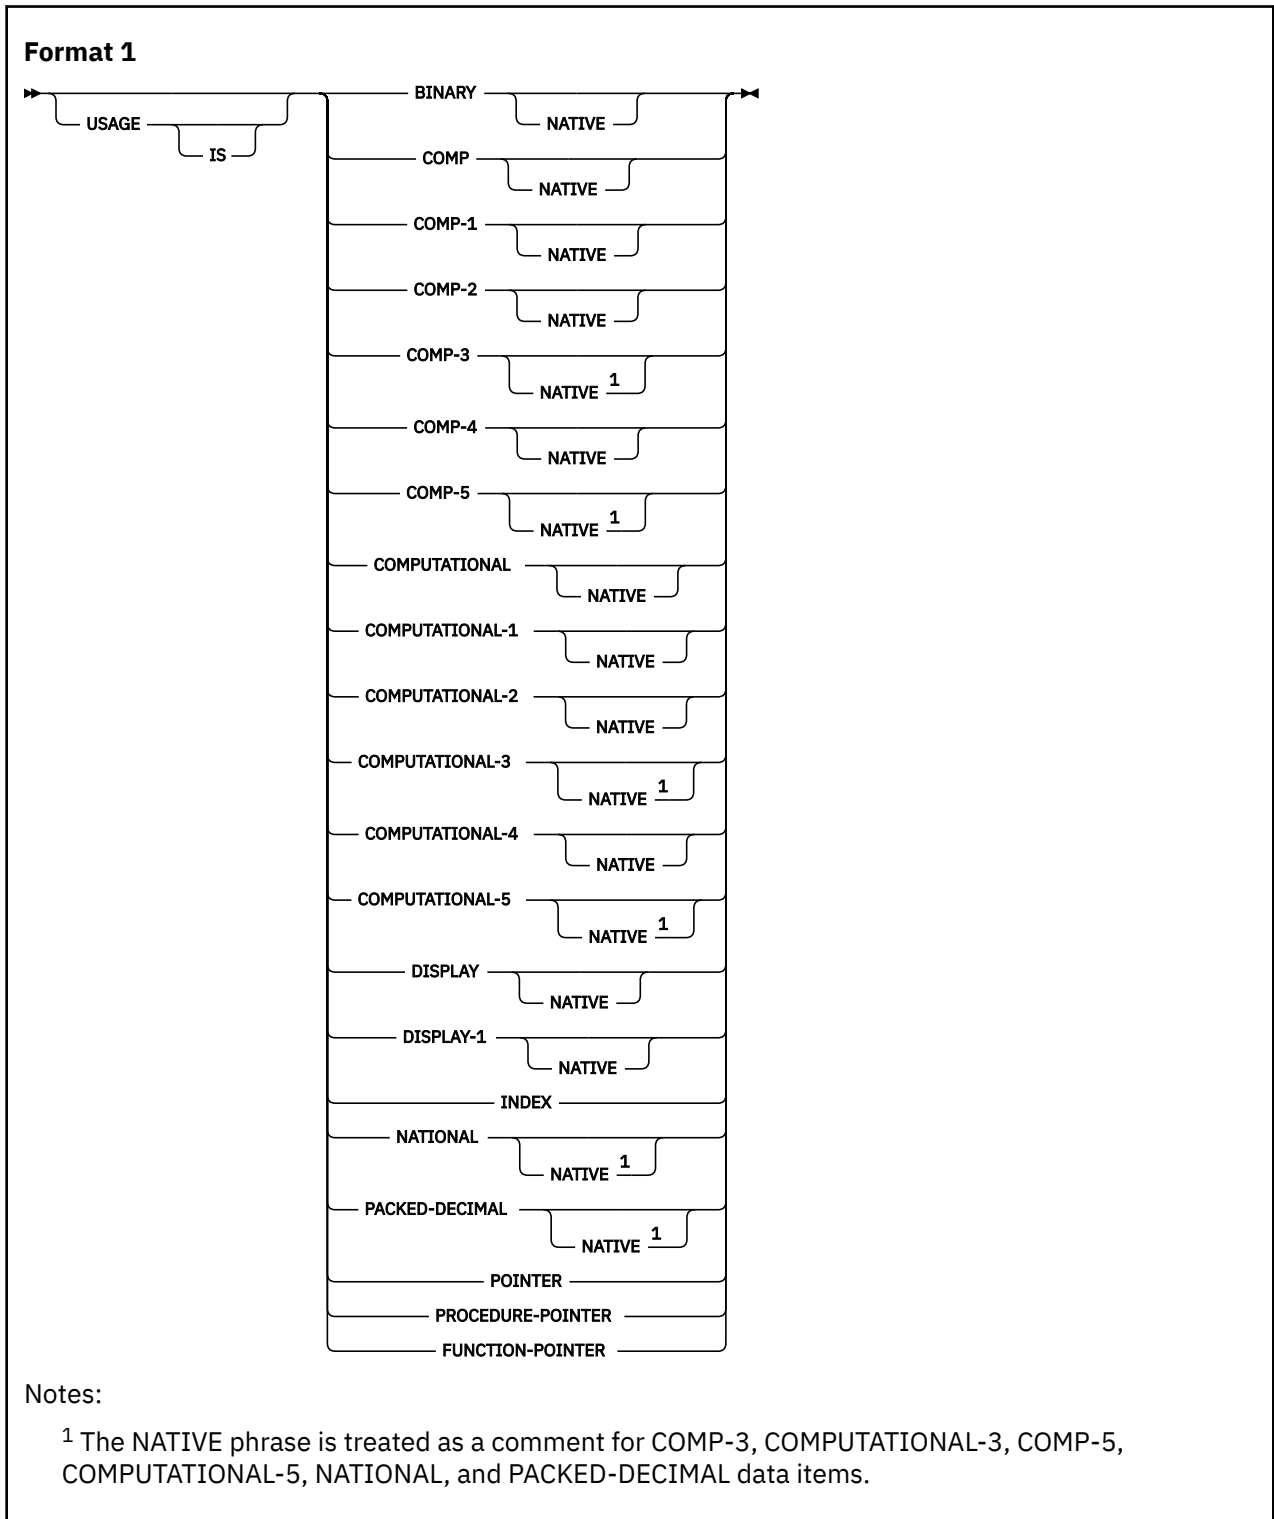 Format 1
BINARY
USAGE NATIVE
IS
COMP
NATIVE
COMP-1
NATIVE
COMP-2
NATIVE
COMP-3
NATIVE 1
COMP-4
NATIVE
COMP-5
NATIVE 1
COMPUTATIONAL
NATIVE
COMPUTATIONAL-1
NATIVE
COMPUTATIONAL-2
NATIVE
COMPUTATIONAL-3
NATIVE 1
COMPUTATIONAL-4
NATIVE
COMPUTATIONAL-5
NATIVE 1
DISPLAY
NATIVE
DISPLAY-1
NATIVE
INDEX
NATIONAL
NATIVE 1
PACKED-DECIMAL
NATIVE 1
POINTER
PROCEDURE-POINTER
FUNCTION-POINTER
Notes:
1 The NATIVE phrase is treated as a comment for COMP-3, COMPUTATIONAL-3, COMP-5,
COMPUTATIONAL-5, NATIONAL, and PACKED-DECIMAL data items.